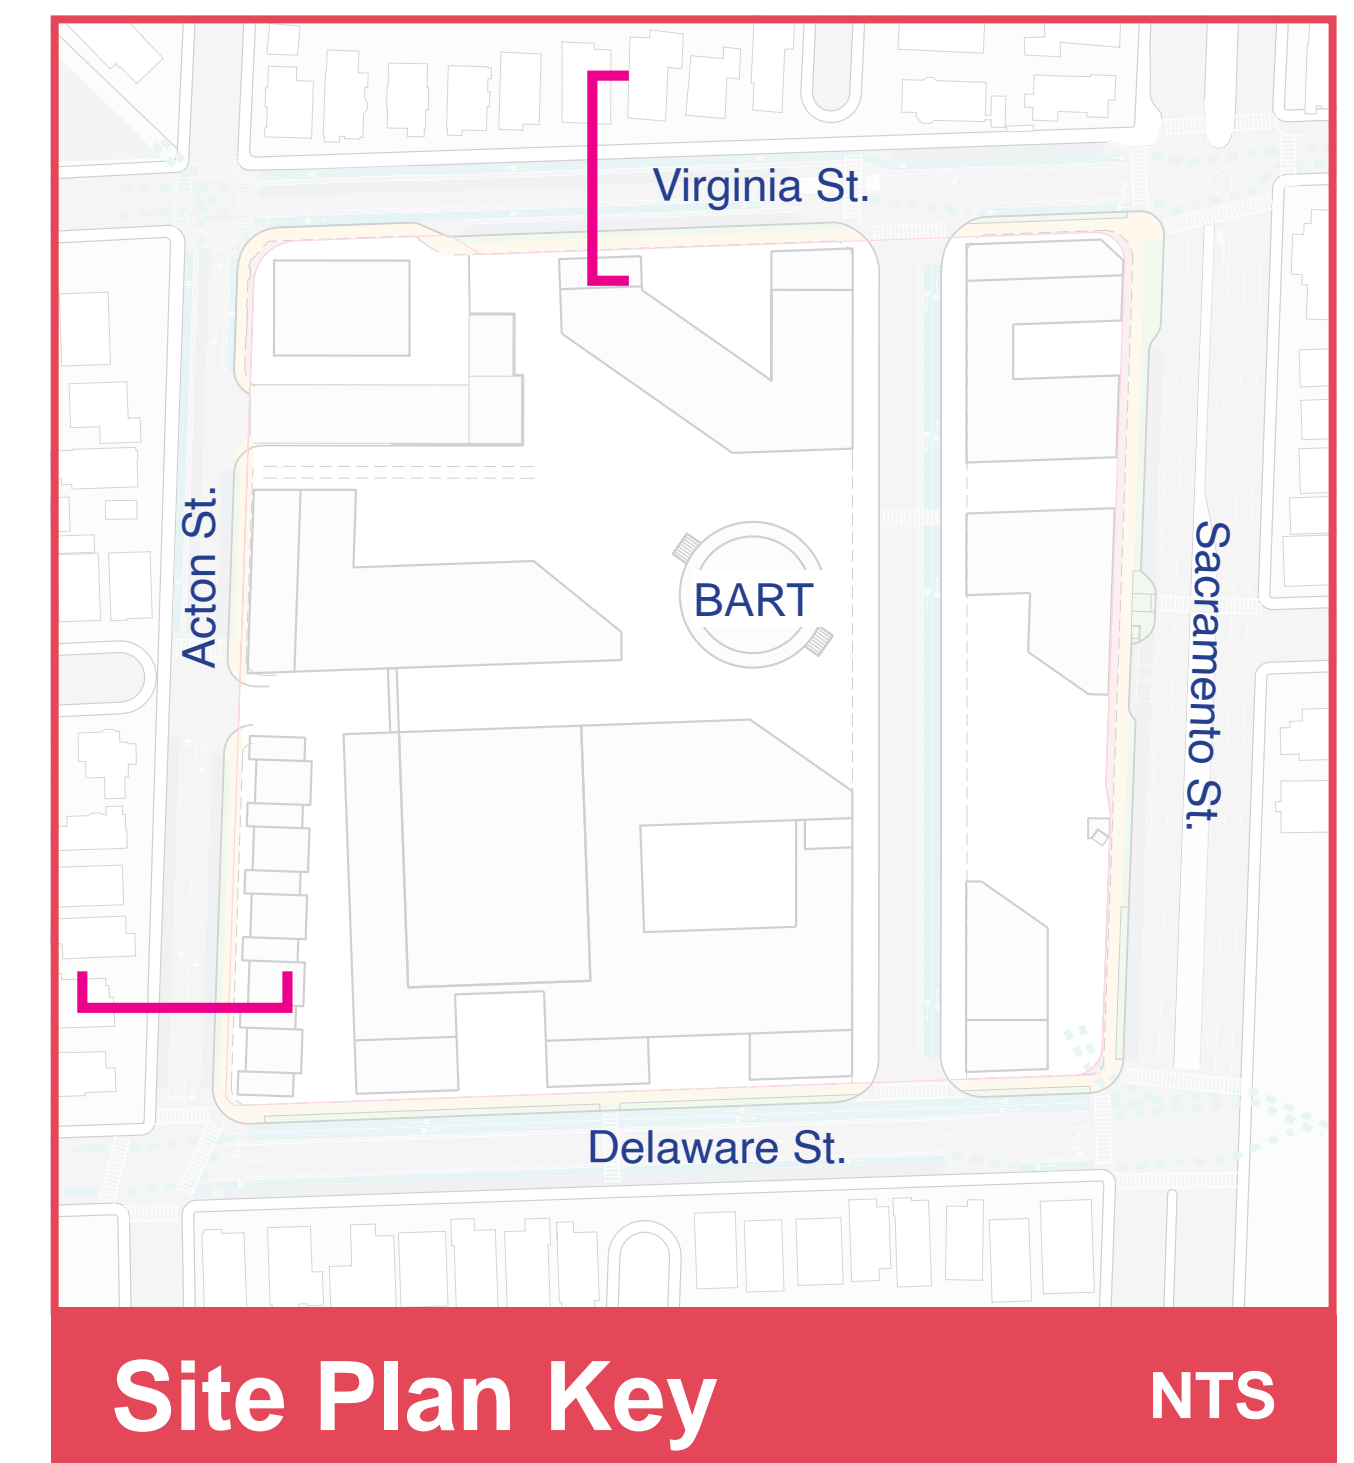 Virginia St.
Acton St.
Sacramento St.
BART
Delaware St.
Site Plan Key
NTS